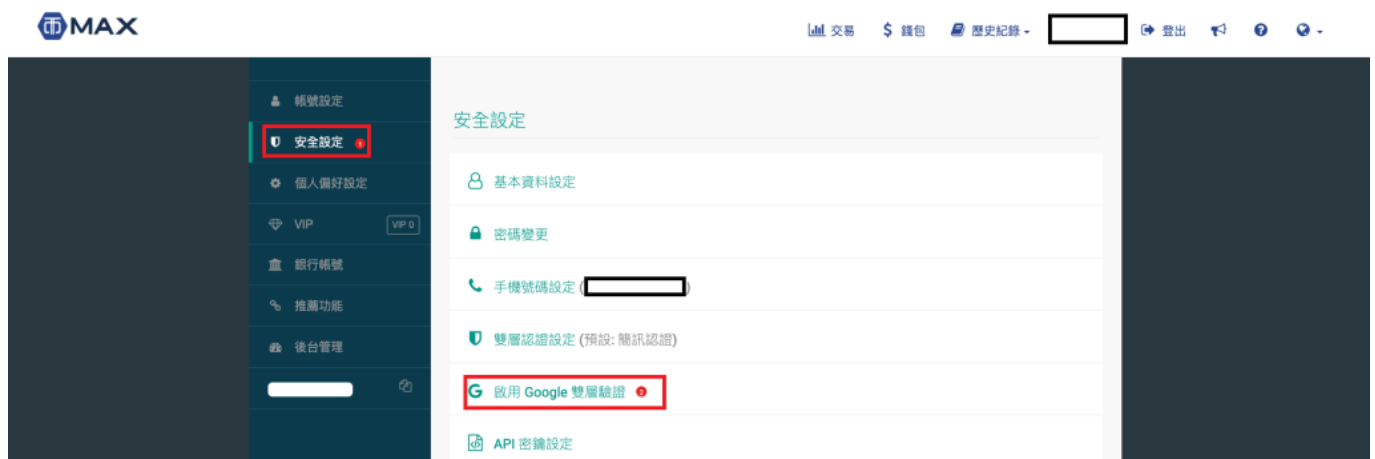 MAX
交易 錢包 歷史紀錄 登出
帳號設定
安全設定 1
個人偏好設定
VIP VIP 0
銀行帳號
推薦功能
後台管理
安全設定
基本資料設定
密碼變更
手機號碼設定 ( )
雙層認證設定 (預設: 簡訊認證)
啟用 Google 雙層驗證 2
API 密鑰設定